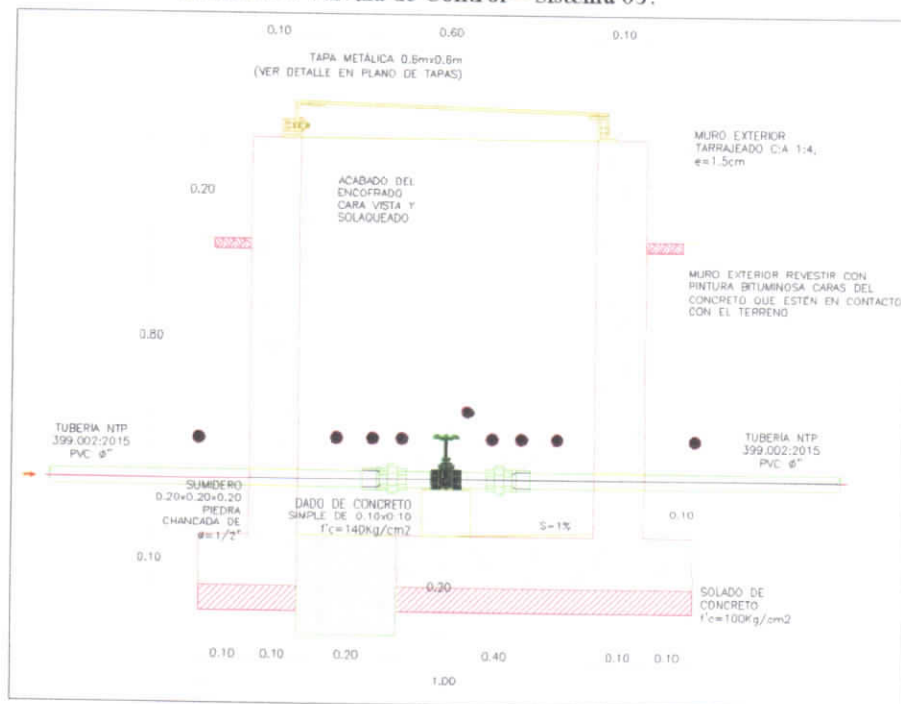 0.10
0.60
0.10
TAPA METÁLICA 0.6mx0.6m
(VER DETALLE EN PLANO DE TAPAS)
MURO EXTERIOR
TARRAJEADO C:A 1:4,
e=1.5cm
ACABADO DEL
ENCOFRADO
CARA VISTA Y
SOLAQUEADO
0.20
MURO EXTERIOR REVESTIR CON
PINTURA BITUMINOSA CARAS DEL
CONCRETO QUE ESTÉN EN CONTACTO
CON EL TERRENO
0.80
TUBERIA NTP
399.002:2015
PVC ø"
TUBERIA NTP
399.002:2015
PVC ø"
SUMIDERO
0.20x0.20x0.20
PIEDRA
CHANCADA DE
ø=1/2"
DADO DE CONCRETO
SIMPLE DE 0.10x0.10
f'c=140Kg/cm2
S=1%
0.10
0.10
0.20
SOLADO DE
CONCRETO
f'c=100Kg/cm2
0.10
0.10
0.20
0.40
0.10
0.10
1.00